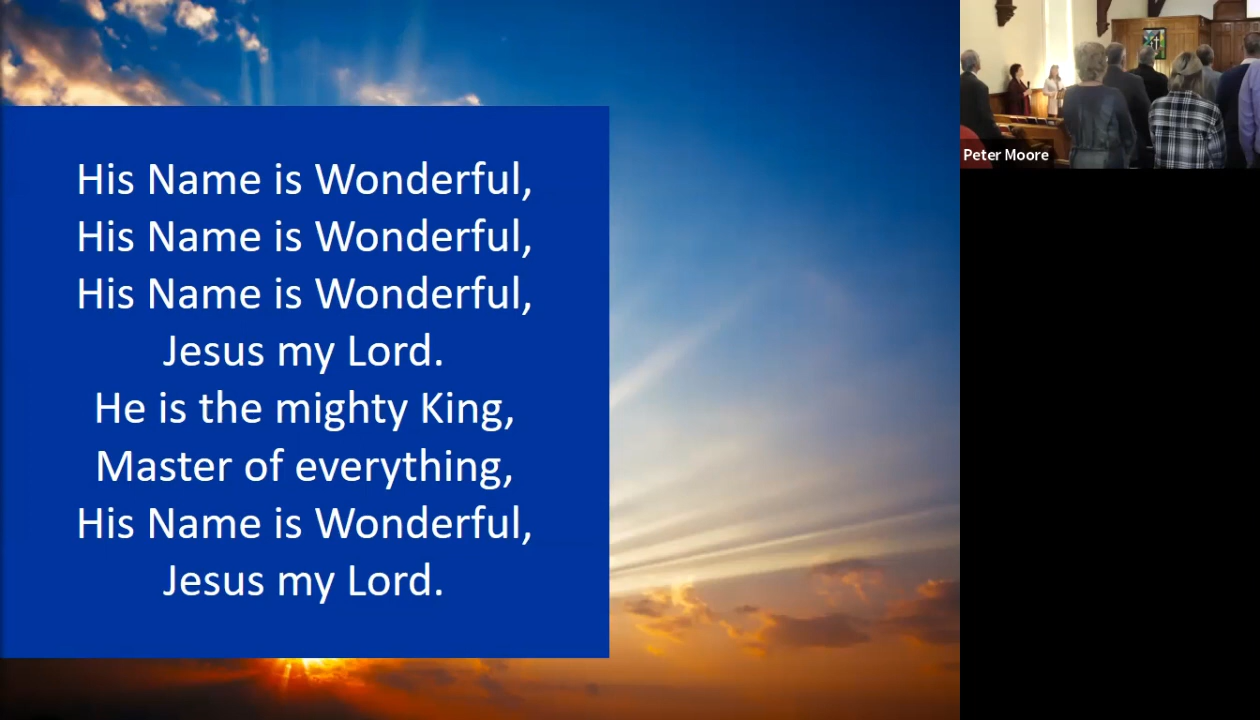 His Name is Wonderful,
His Name is Wonderful,
His Name is Wonderful,
Jesus my Lord.
He is the mighty King,
Master of everything,
His Name is Wonderful,
Jesus my Lord.
Peter Moore